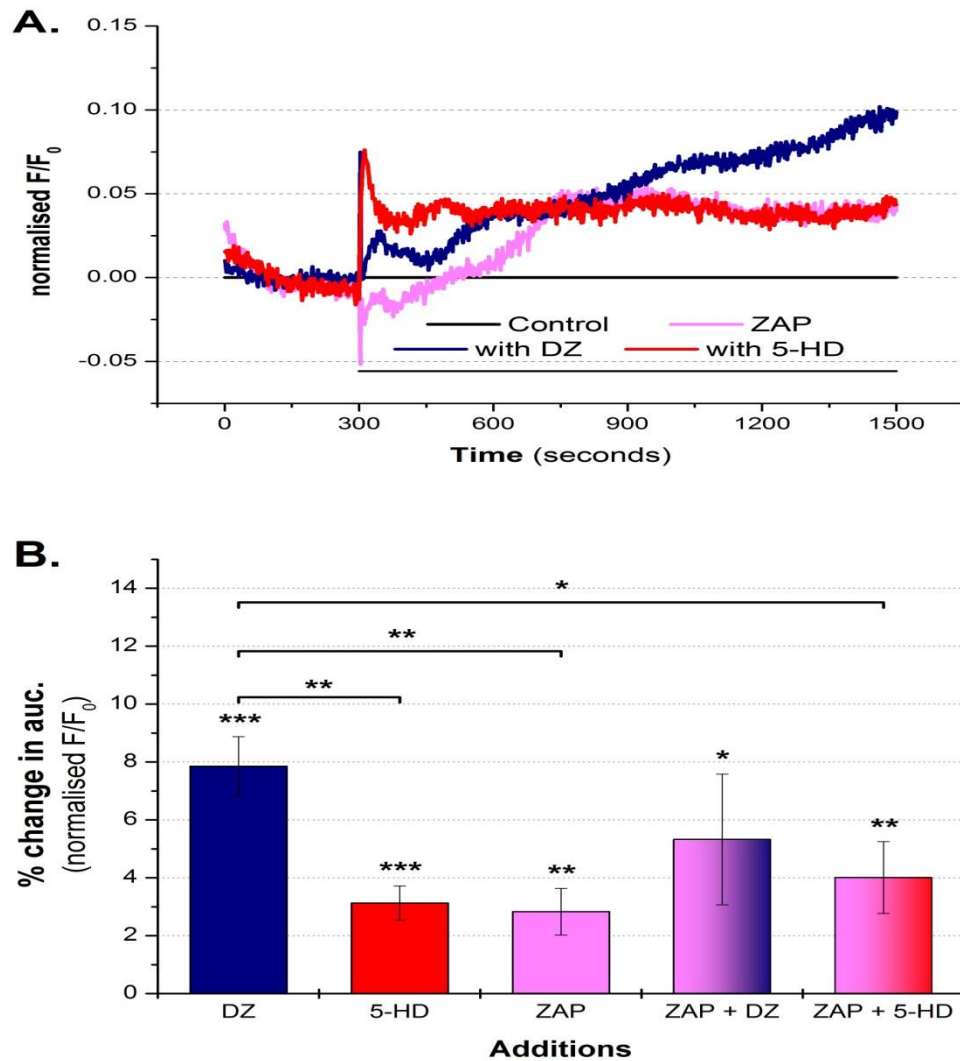 A.
0.15
0.10
0.05
0.00
-0.05
normalised F/F0
Control
ZAP
with DZ
with 5-HD
0 300 600 900 1200 1500
Time (seconds)
B.
14
12
10
8
6
4
2
0
% change in auc.
(normalised F/F0)
*
**
**
***
***
**
*
**
DZ 5-HD ZAP ZAP + DZ ZAP + 5-HD
Additions